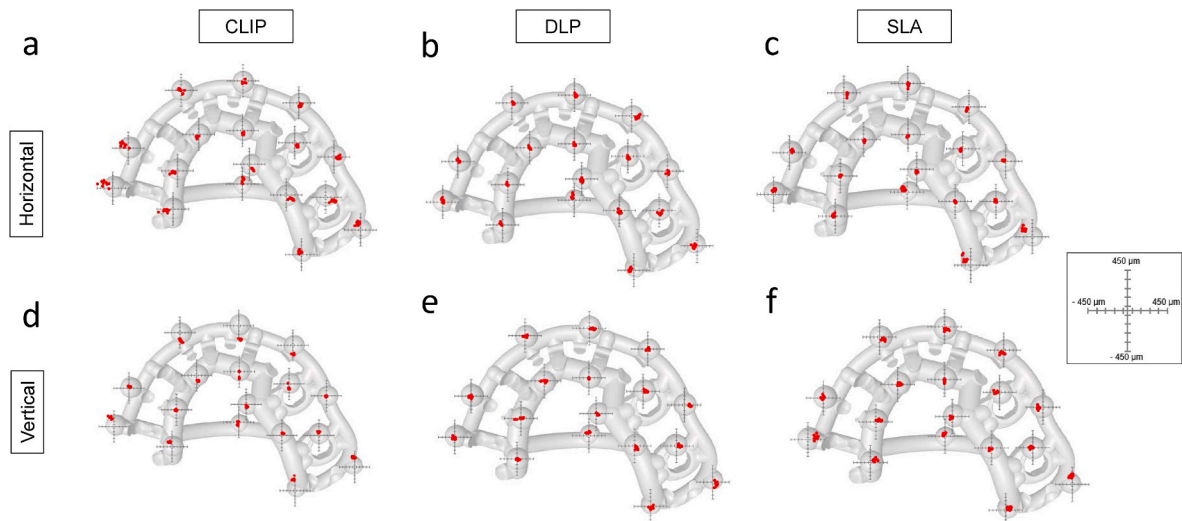 CLIP
DLP
SLA
a
b
c
Horizontal
450 µm
- 450 µm
450 µm
- 450 µm
d
e
f
Vertical